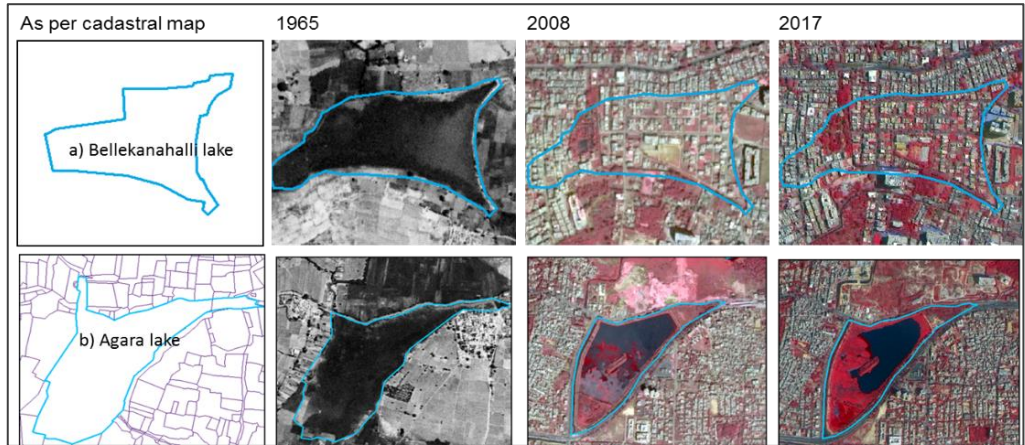 As per cadastral map
1965
2008
2017
a) Bellekanahalli lake
b) Agara lake